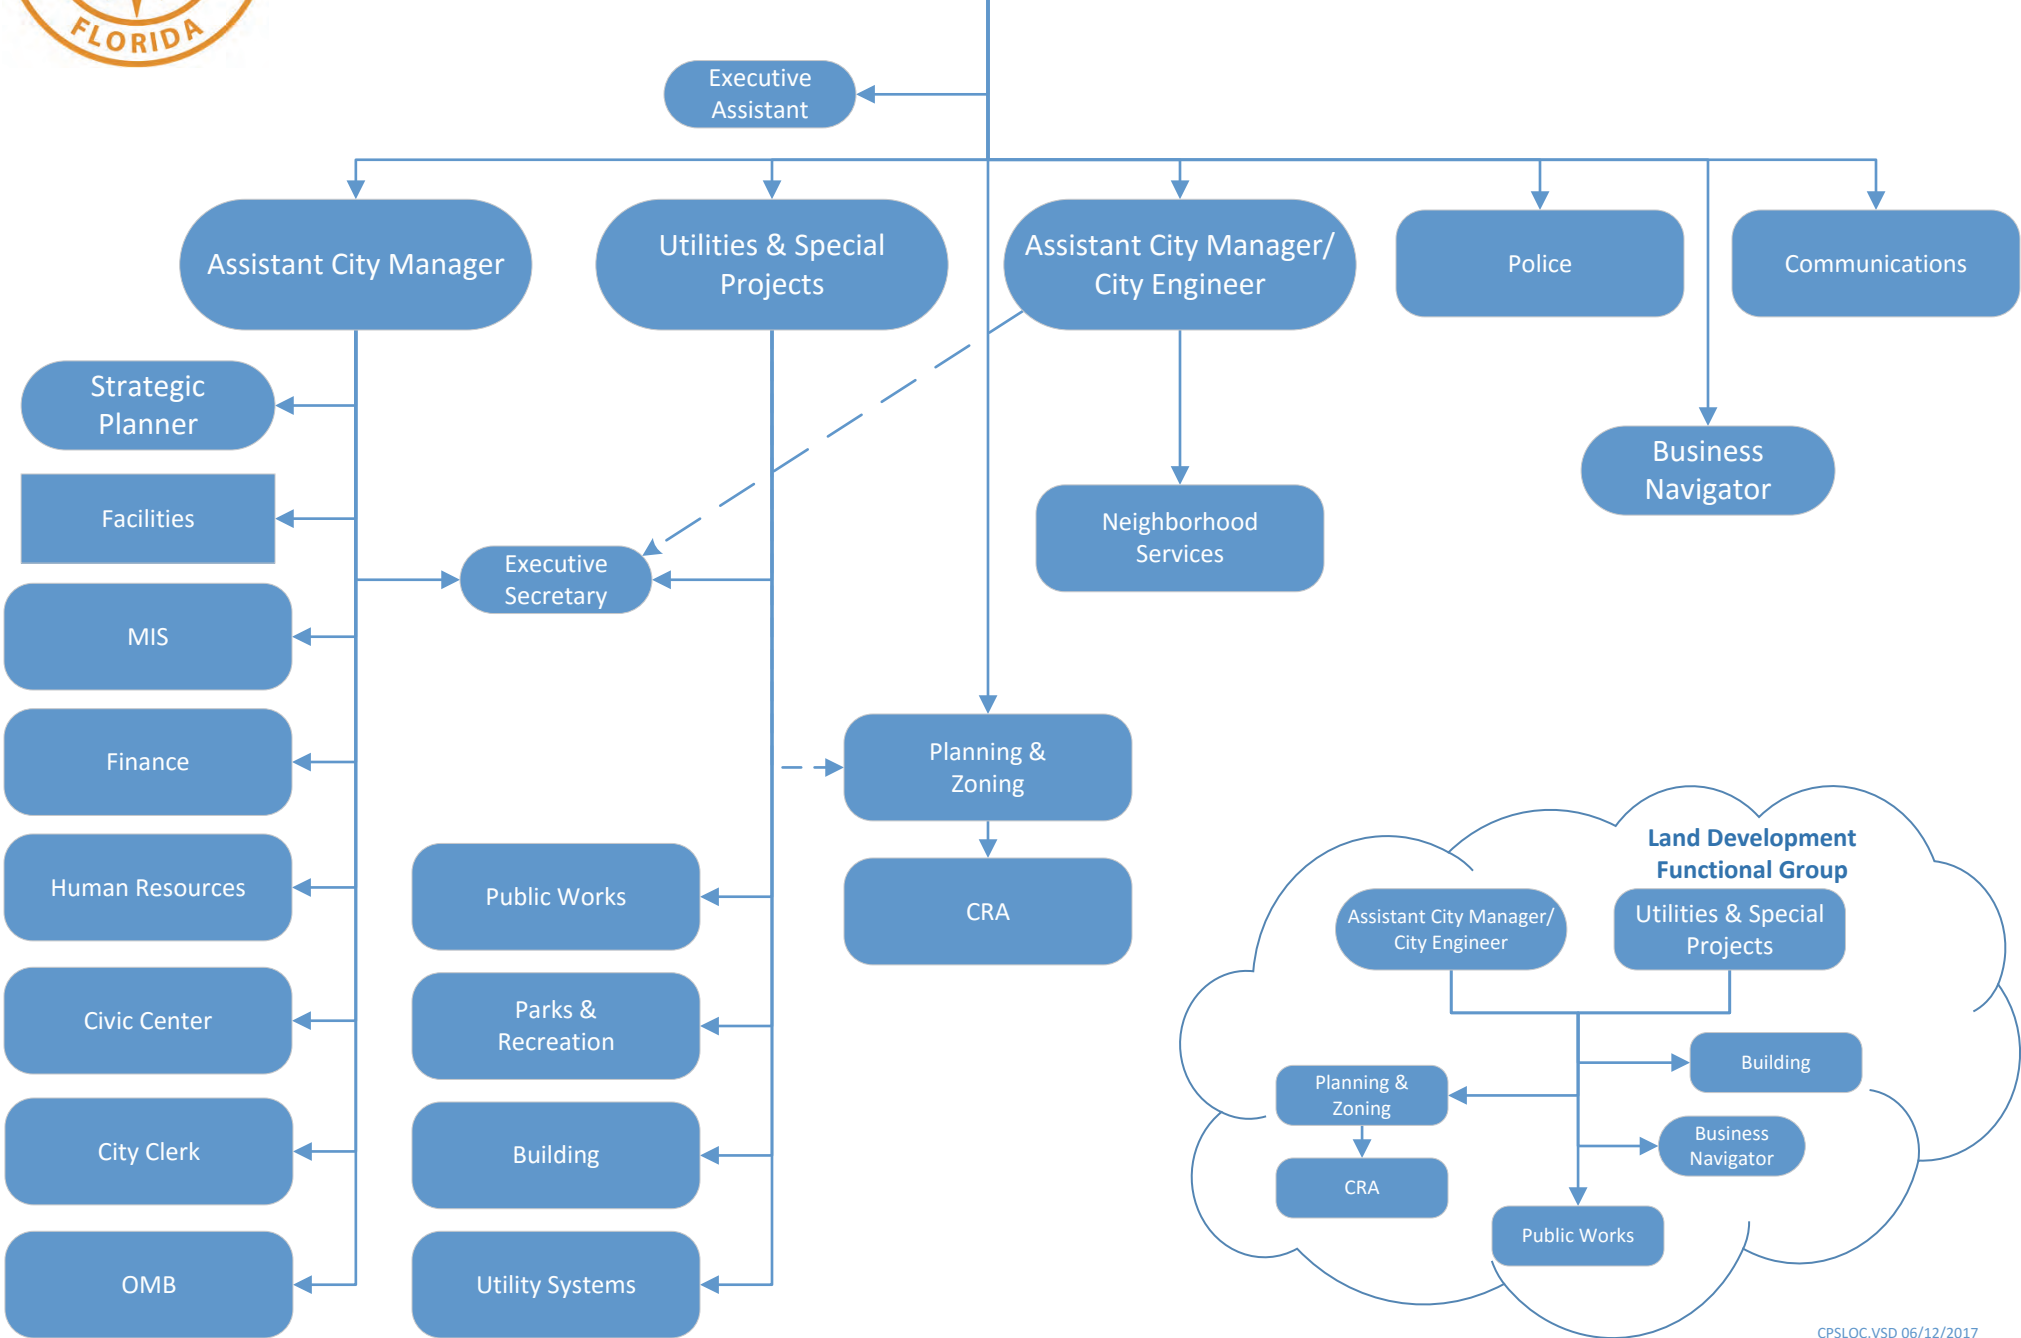 FLORIDA
Executive
Assistant
Assistant City Manager
Utilities & Special
Projects
Assistant City Manager/
City Engineer
Police
Communications
Strategic
Planner
Business
Navigator
Facilities
Neighborhood
Services
Executive
Secretary
MIS
Finance
Planning &
Zoning
Human Resources
Public Works
CRA
Civic Center
Parks &
Recreation
City Clerk
Building
OMB
Utility Systems
Land Development
Functional Group
Assistant City Manager/
City Engineer
Utilities & Special
Projects
Building
Planning &
Zoning
Business
Navigator
CRA
Public Works
CPSLOC.VSD 06/12/2017